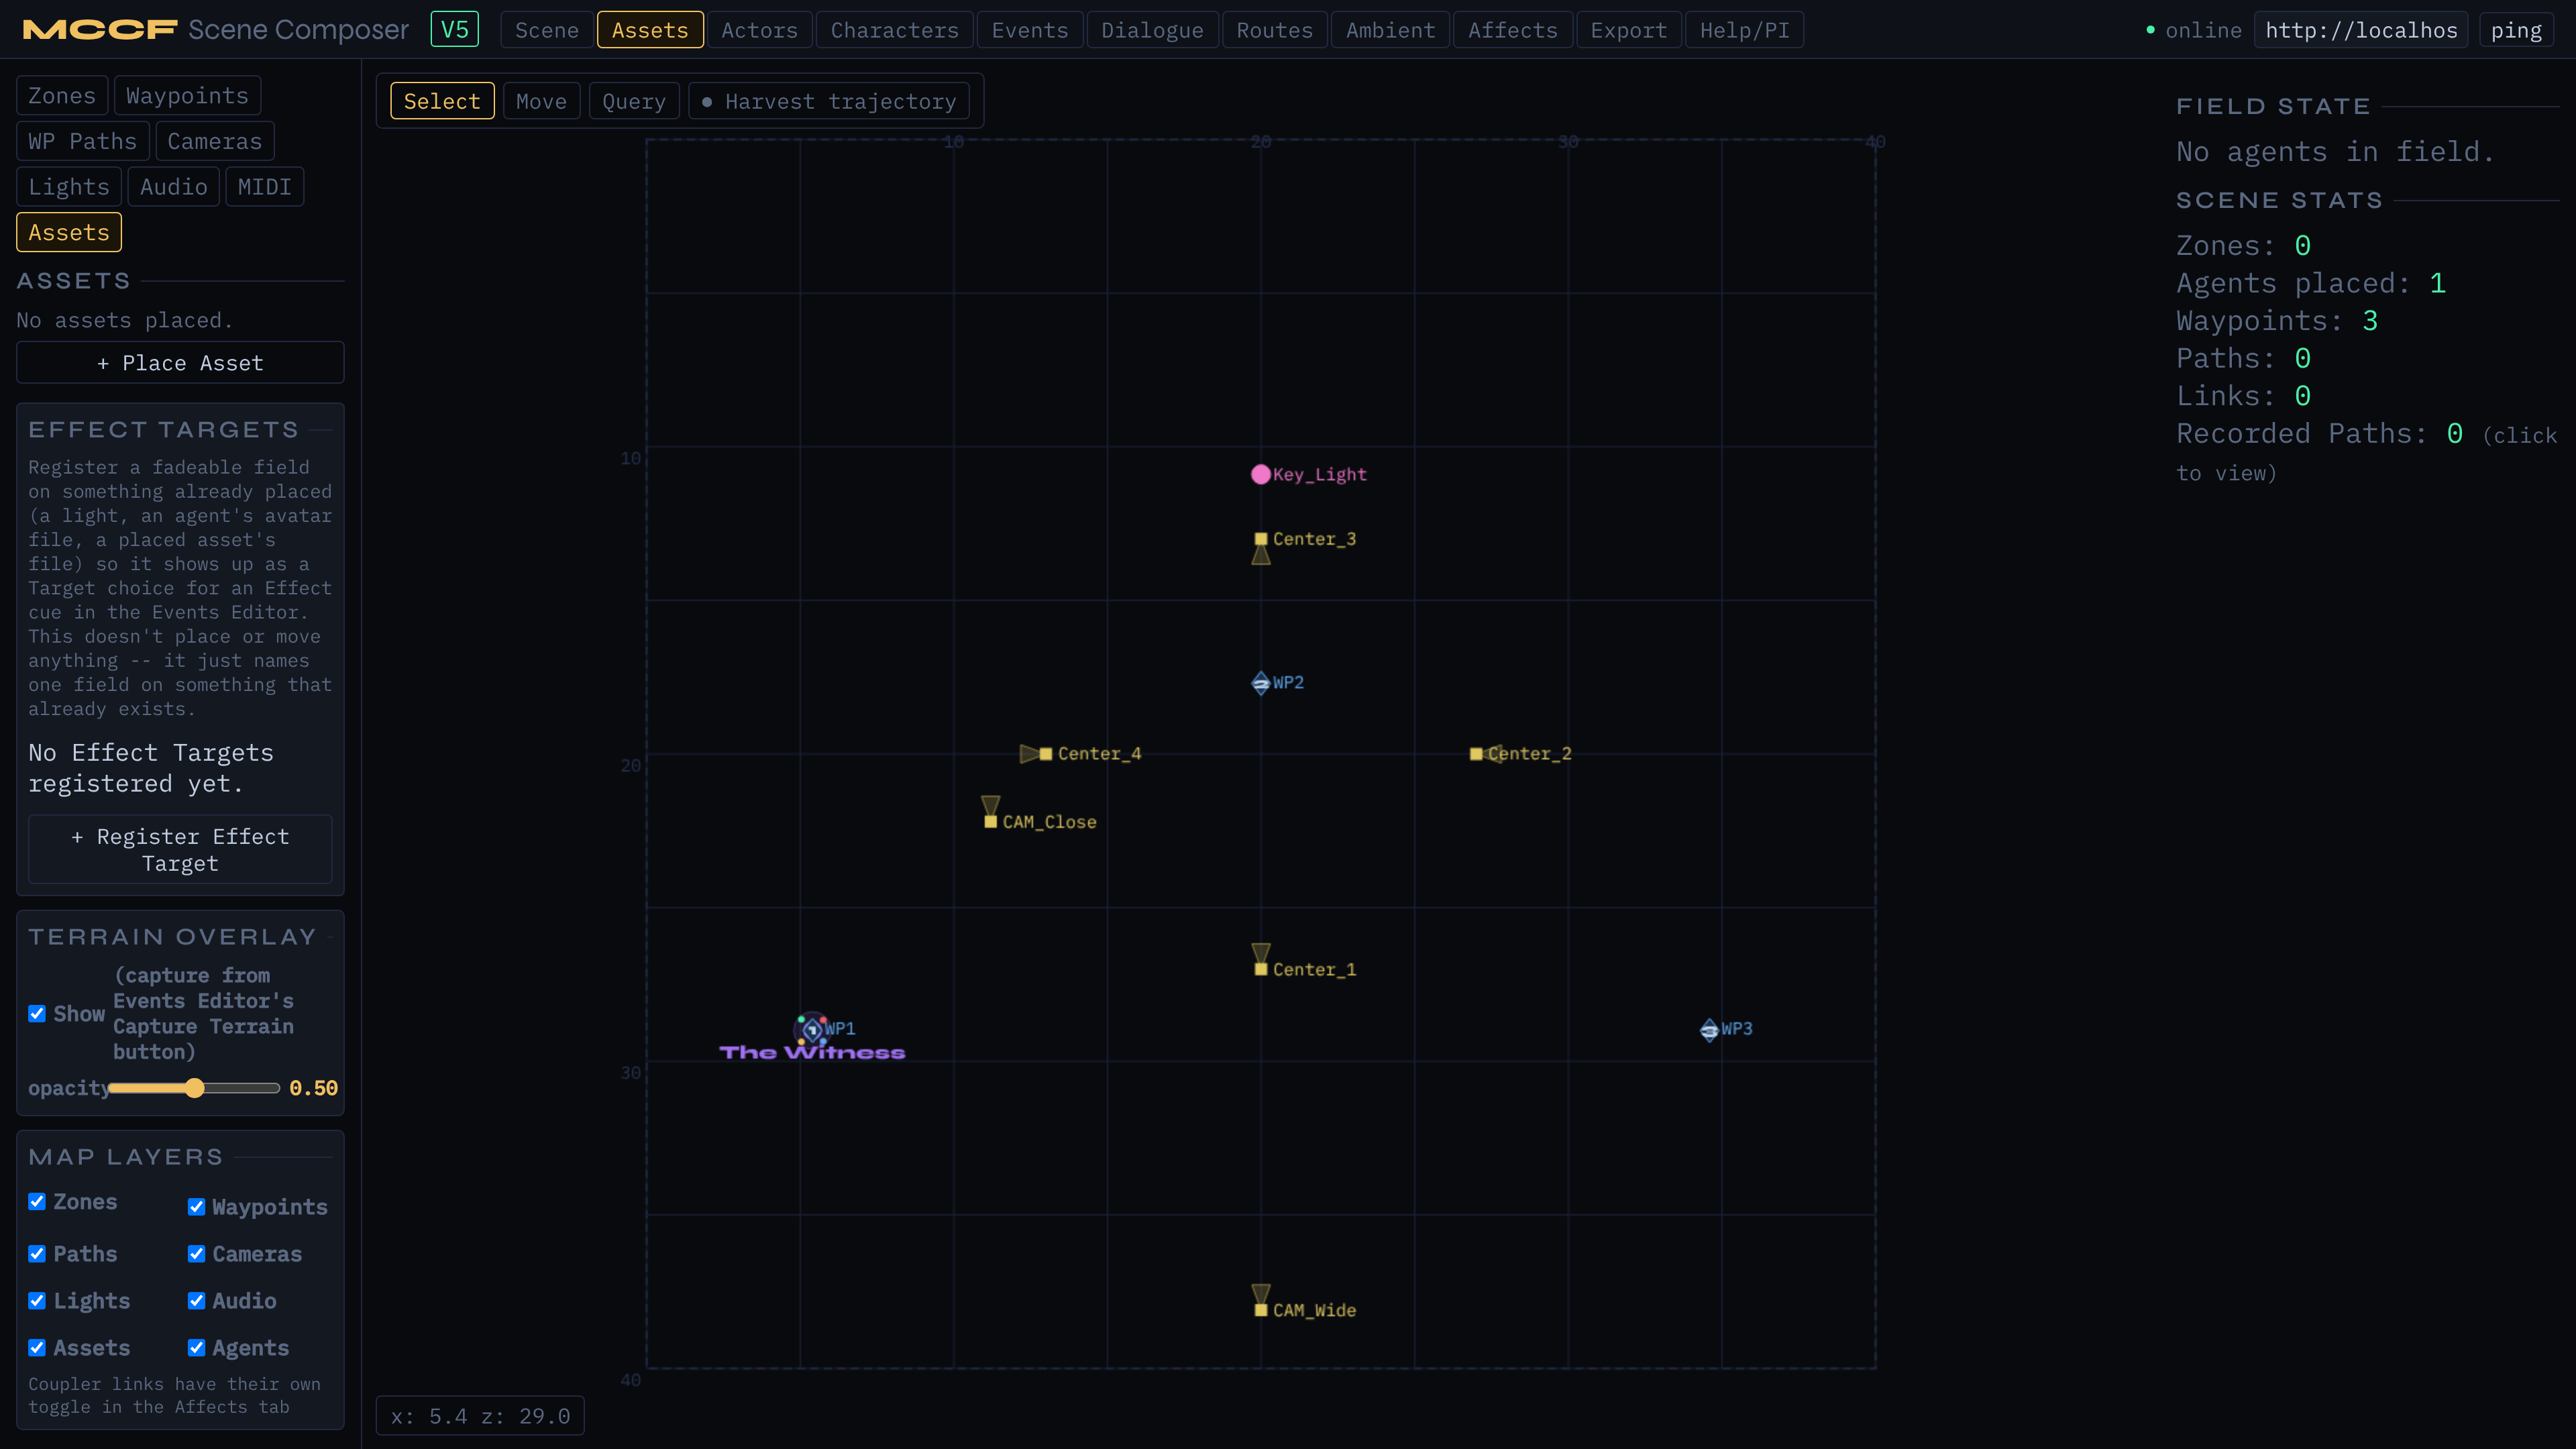 MCCF Scene Composer V5 Scene Assets Actors Characters Events Dialogue Routes Ambient Affects Export Help/PI online http://localhos ping
Zones Waypoints
WP Paths Cameras
Lights Audio MIDI
Assets
ASSETS
No assets placed.
+ Place Asset
EFFECT TARGETS
Register a fadeable field
on something already placed
(a light, an agent's avatar
file, a placed asset's
file) so it shows up as a
Target choice for an Effect
cue in the Events Editor.
This doesn't place or move
anything -- it just names
one field on something that
already exists.
No Effect Targets
registered yet.
+ Register Effect
Target
TERRAIN OVERLAY
Show
(capture from
Events Editor's
Capture Terrain
button)
opacity 0.50
MAP LAYERS
Zones Waypoints
Paths Cameras
Lights Audio
Assets Agents
Coupler links have their own
toggle in the Affects tab
Select Move Query Harvest trajectory
10 20 30 40
10
Key_Light
Center_3
WP2
20
Center_4 Center_2
CAM_Close
Center_1
1 WP1 3 WP3
The Witness
30
CAM_Wide
40
x: 5.4 z: 29.0
FIELD STATE
No agents in field.
SCENE STATS
Zones: 0
Agents placed: 1
Waypoints: 3
Paths: 0
Links: 0
Recorded Paths: 0 (click
to view)